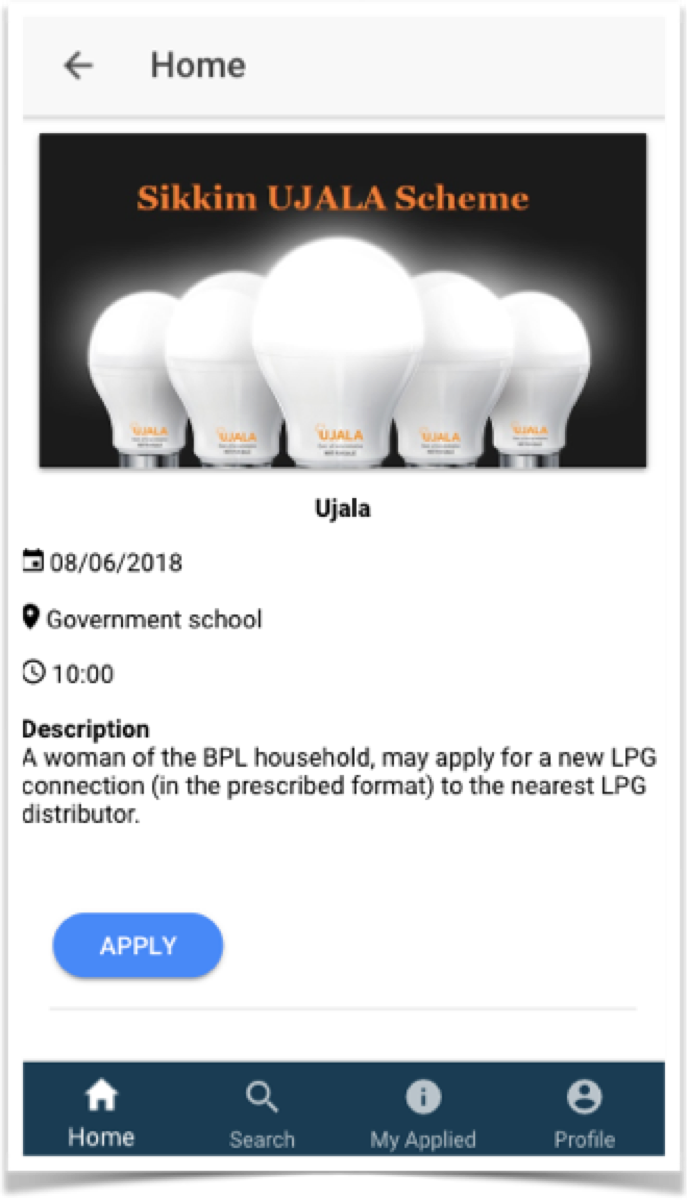 Home
Sikkim UJALA Scheme
UJALA
UJALA
UJALA
UJALA
UJALA
Ujala
08/06/2018
Government school
10:00
Description
A woman of the BPL household, may apply for a new LPG
connection (in the prescribed format) to the nearest LPG
distributor.
APPLY
Home
Search
My Applied
Profile